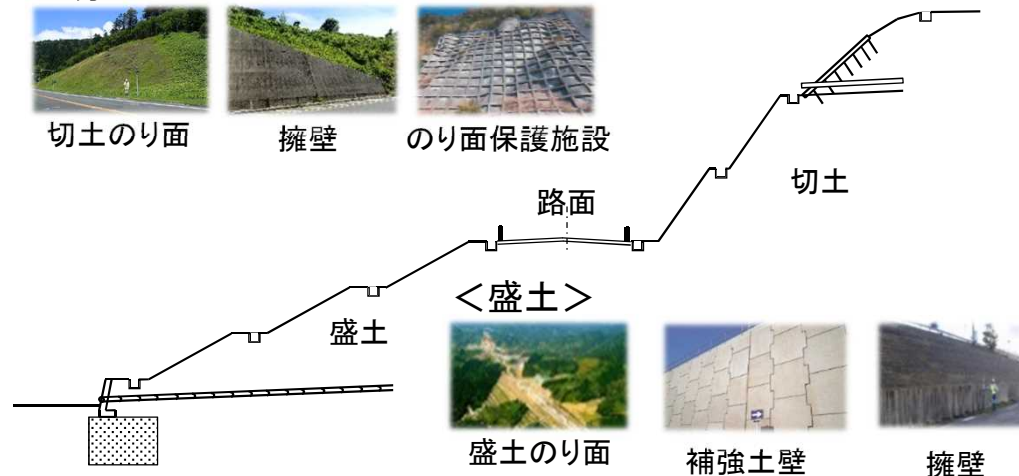 切土のり面
擁壁
のり面保護施設
切土
路面
＜盛土＞
盛土
盛土のり面
補強土壁
擁壁